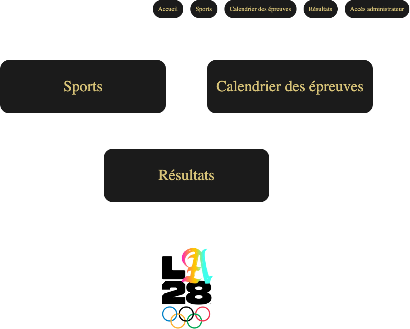 Accueil
Sports
Calendrier des épreuves
Résultats
Accès administrateur
Sports
Calendrier des épreuves
Résultats
LA
28